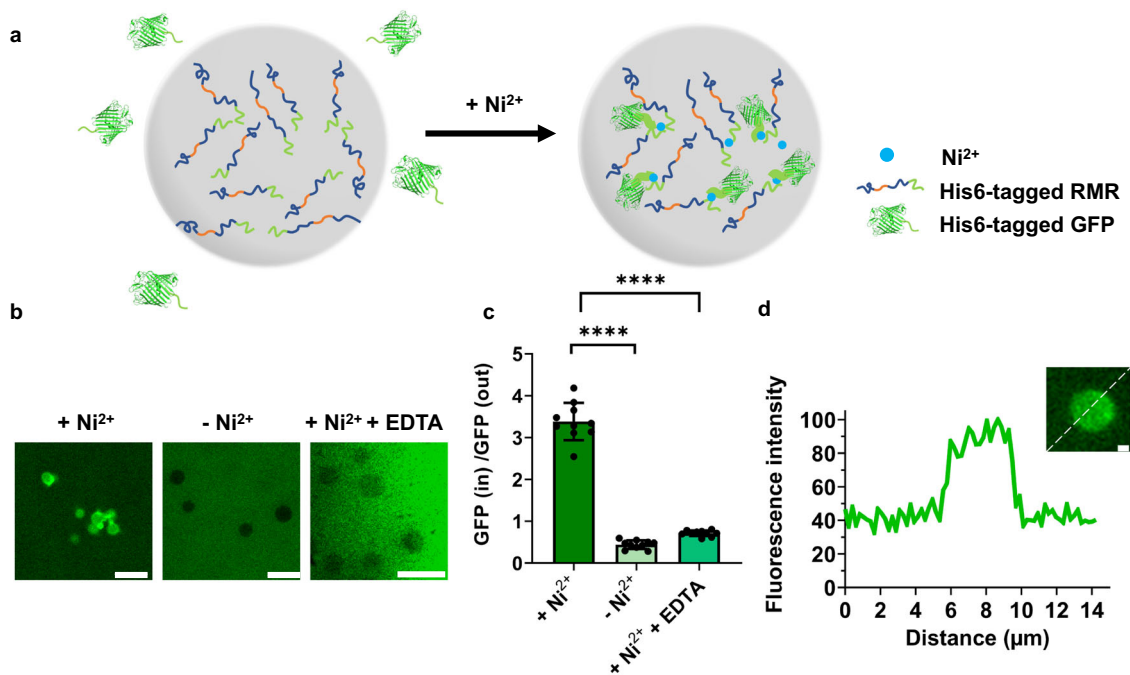 a
+ Ni²⁺
Ni²⁺
His6-tagged RMR
His6-tagged GFP
b
+ Ni²⁺
- Ni²⁺
+ Ni²⁺ + EDTA
c
****
****
GFP (in) /GFP (out)
5
4
3
2
1
0
+ Ni²⁺
- Ni²⁺
+ Ni²⁺ + EDTA
d
Fluorescence intensity
100
80
60
40
20
0
0 2 4 6 8 10 12 14
Distance (µm)